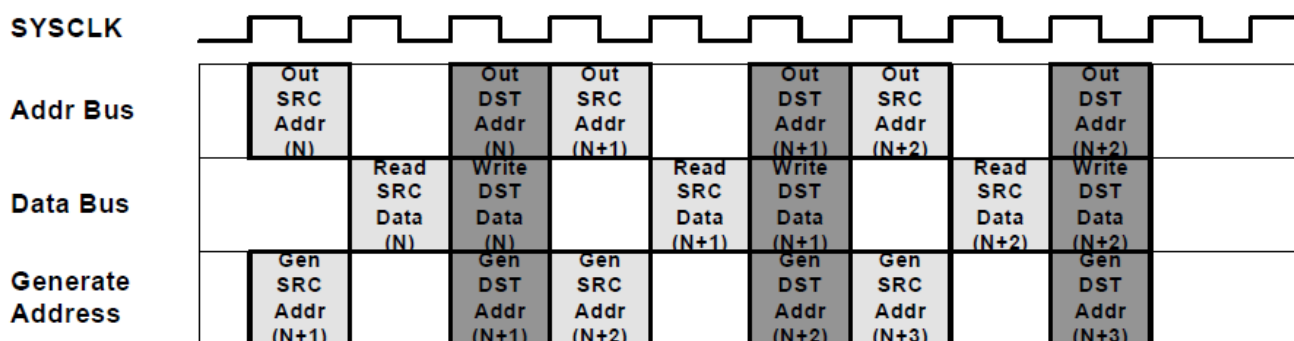 SYSCLK
Addr Bus
Out Out Out Out Out Out
SRC DST SRC DST SRC DST
Addr Addr Addr Addr Addr Addr
(N) (N) (N+1) (N+1) (N+2) (N+2)
Data Bus
Read Write Read Write Read Write
SRC DST SRC DST SRC DST
Data Data Data Data Data Data
(N) (N) (N+1) (N+1) (N+2) (N+2)
Generate
Address
Gen Gen Gen Gen Gen Gen
SRC DST SRC DST SRC DST
Addr Addr Addr Addr Addr Addr
(N+1) (N+1) (N+2) (N+2) (N+3) (N+3)